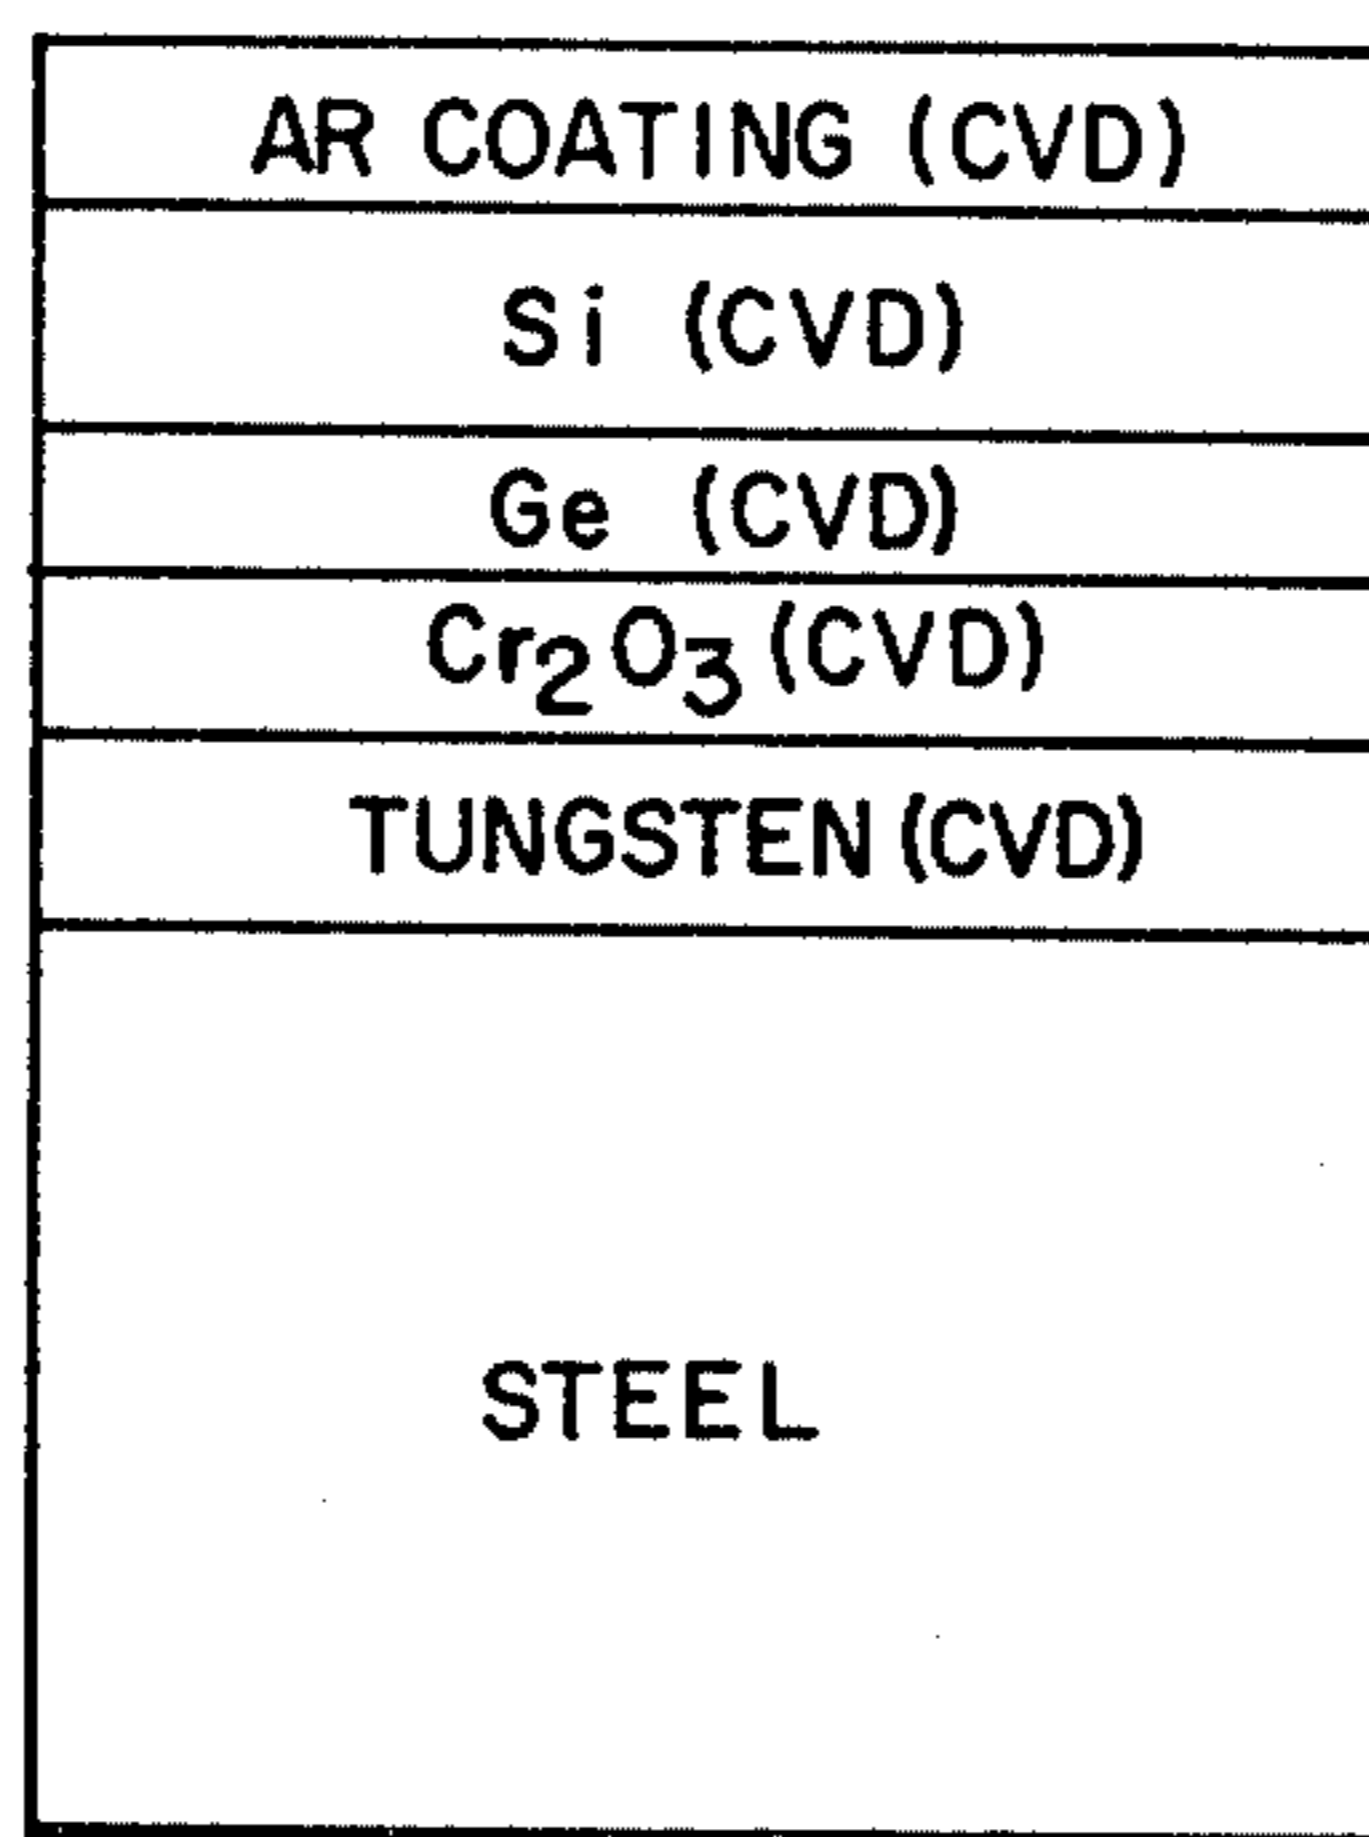 AR COATING (CVD)
Si (CVD)
Ge (CVD)
Cr₂O₃ (CVD)
TUNGSTEN (CVD)
STEEL